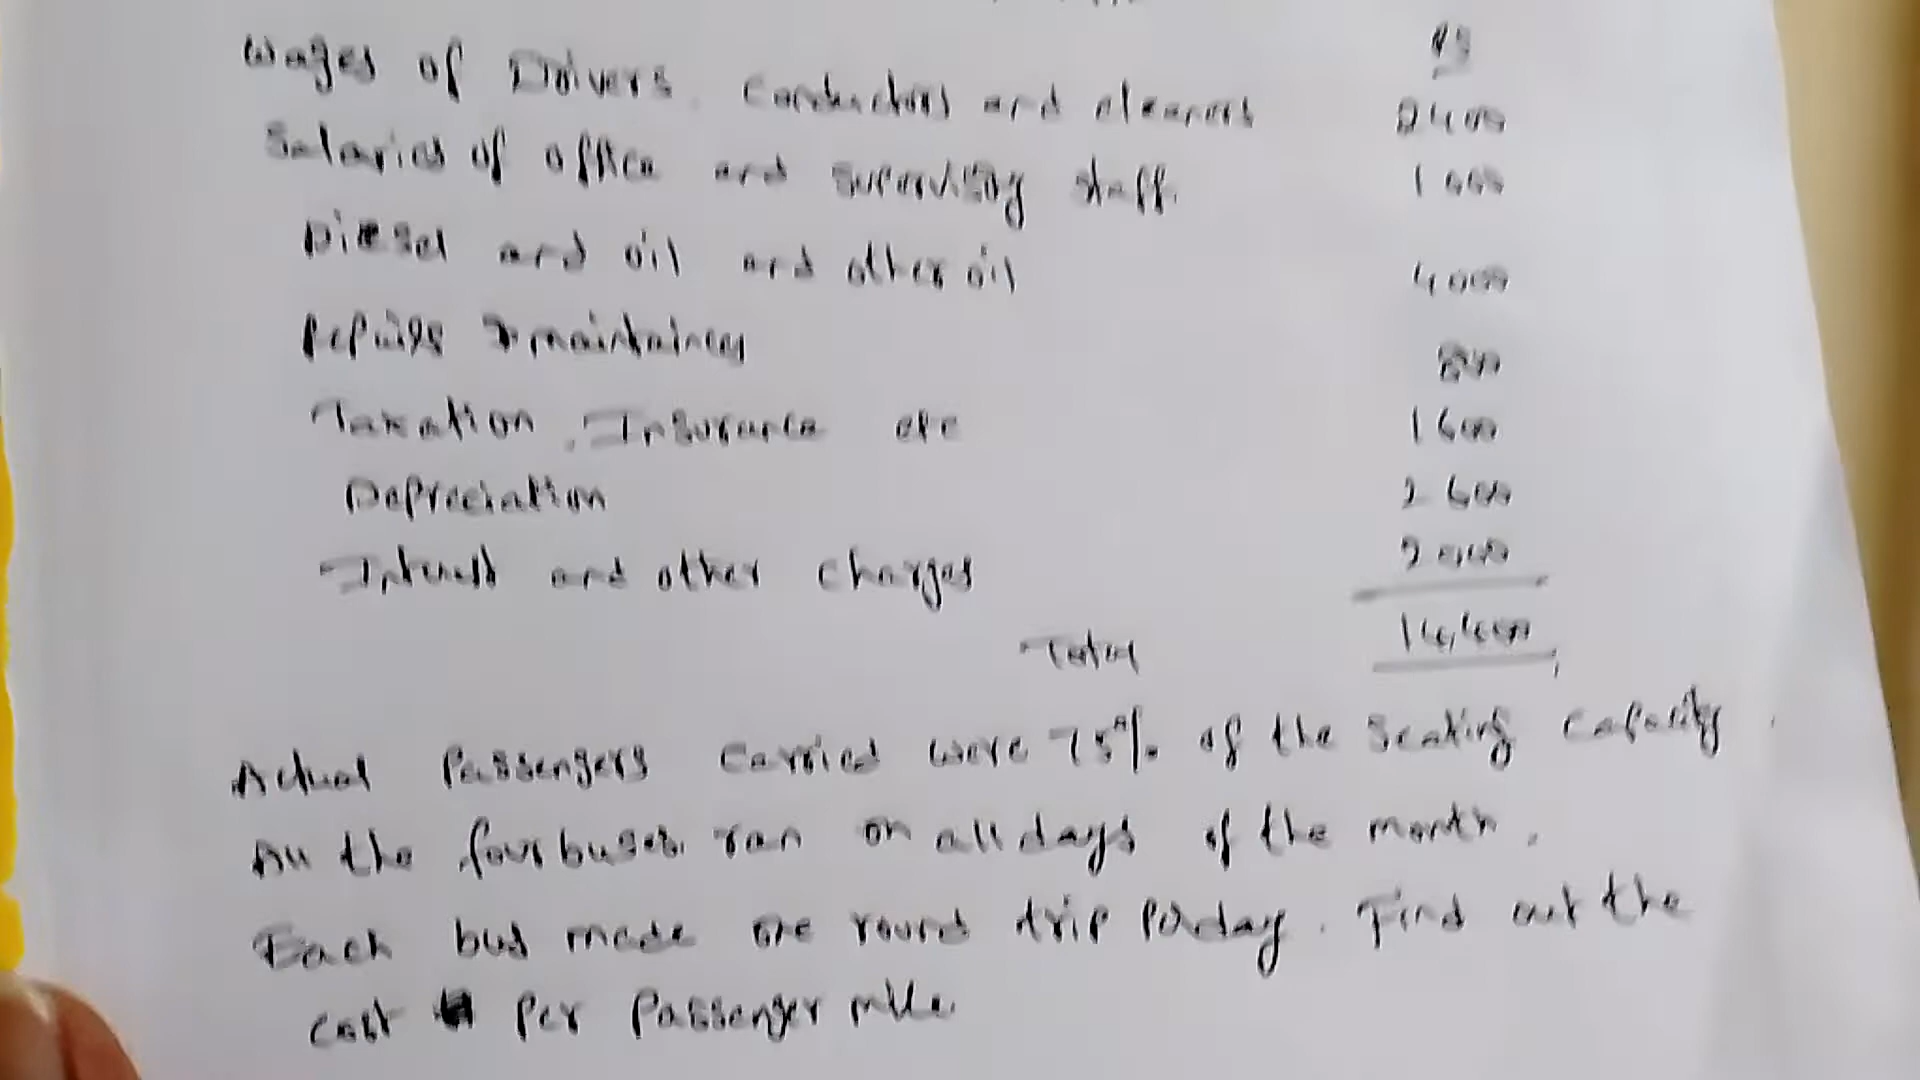 Rs
Wages of Drivers, Conductors and cleaners 2400
Salaries of office and supervising staff. 1000
Diesel and oil and other oil 4000
Repairs & maintaines 800
Taxation, Insurance etc 1600
Depreciation 2600
Interest and other charges 2000
Total 14,400
Actual Passengers Carried were 75% of the Seating Capacity.
All the four buses ran on all days of the month.
Each bus made one round trip Perday. Find out the
cost Per Passenger mile.